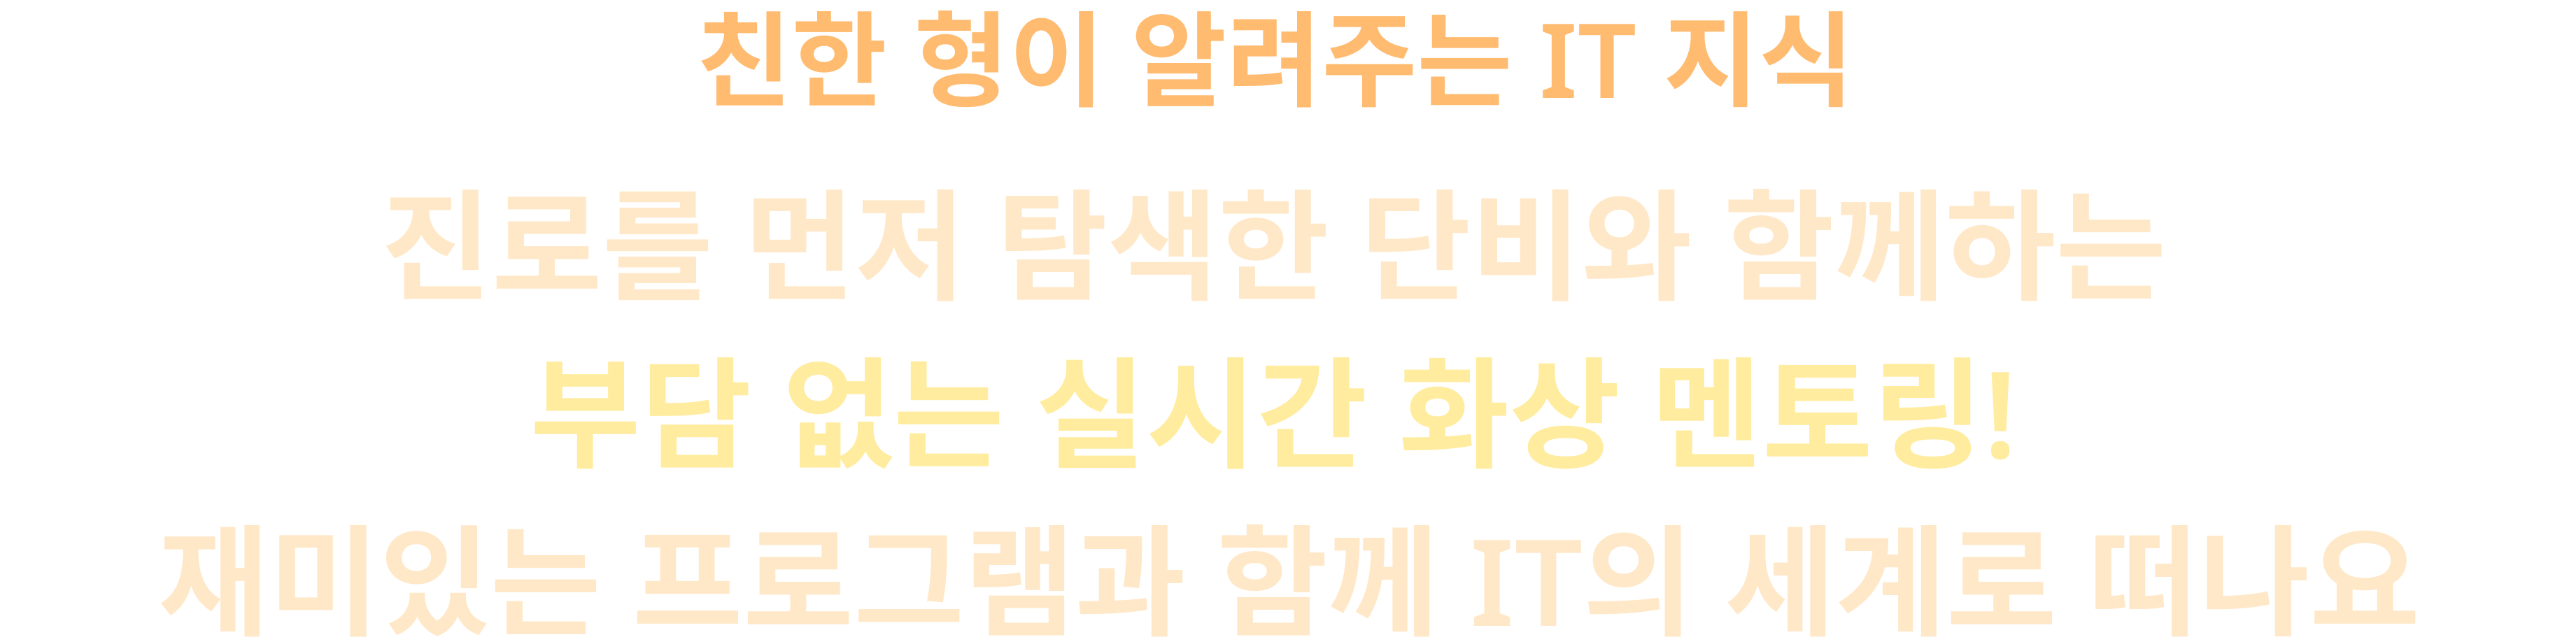 친한 형이 알려주는 IT 지식
진로를 먼저 탐색한 단비와 함께하는
부담 없는 실시간 화상 멘토링!
재미있는 프로그램과 함께 IT의 세계로 떠나요